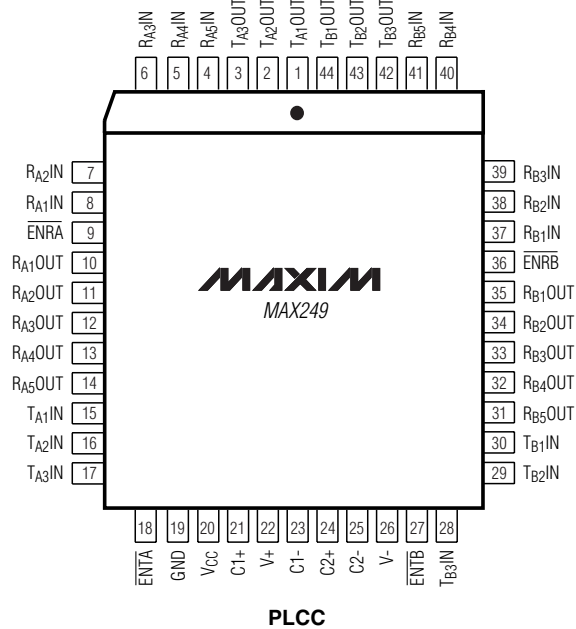 RA3IN
RA4IN
RA5IN
TA3OUT
TA2OUT
TA1OUT
TB1OUT
TB2OUT
TB3OUT
RB5IN
RB4IN
6 5 4 3 2 1 44 43 42 41 40
RA2IN 7
RA1IN 8
ENRA 9
RA1OUT 10
RA2OUT 11
RA3OUT 12
RA4OUT 13
RA5OUT 14
TA1IN 15
TA2IN 16
TA3IN 17
MAXIM
MAX249
39 RB3IN
38 RB2IN
37 RB1IN
36 ENRB
35 RB1OUT
34 RB2OUT
33 RB3OUT
32 RB4OUT
31 RB5OUT
30 TB1IN
29 TB2IN
18 19 20 21 22 23 24 25 26 27 28
ENTA
GND
VCC
C1+
V+
C1-
C2+
C2-
V-
ENTB
TB3IN
PLCC